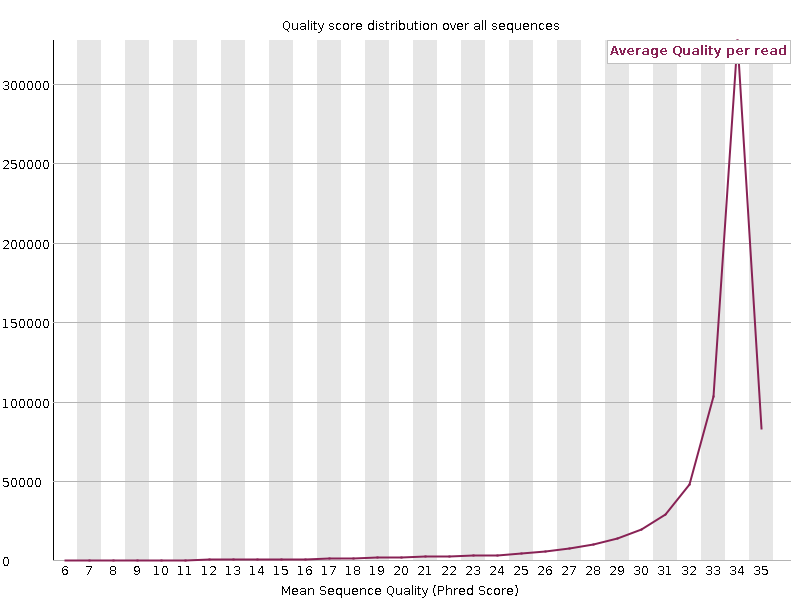 Quality score distribution over all sequences
Average Quality per read
300000
250000
200000
150000
100000
50000
0
6 7 8 9 10 11 12 13 14 15 16 17 18 19 20 21 22 23 24 25 26 27 28 29 30 31 32 33 34 35
Mean Sequence Quality (Phred Score)